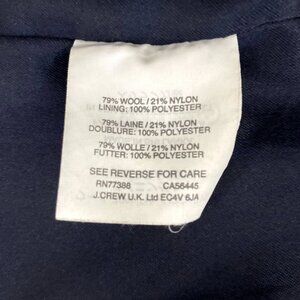 79% WOOL / 21% NYLON
LINING: 100% POLYESTER
79% LAINE / 21% NYLON
DOUBLURE: 100% POLYESTER
79% WOLLE / 21% NYLON
FUTTER: 100% POLYESTER
SEE REVERSE FOR CARE
RN77388 CA56445
J.CREW U.K. Ltd EC4V 6JA